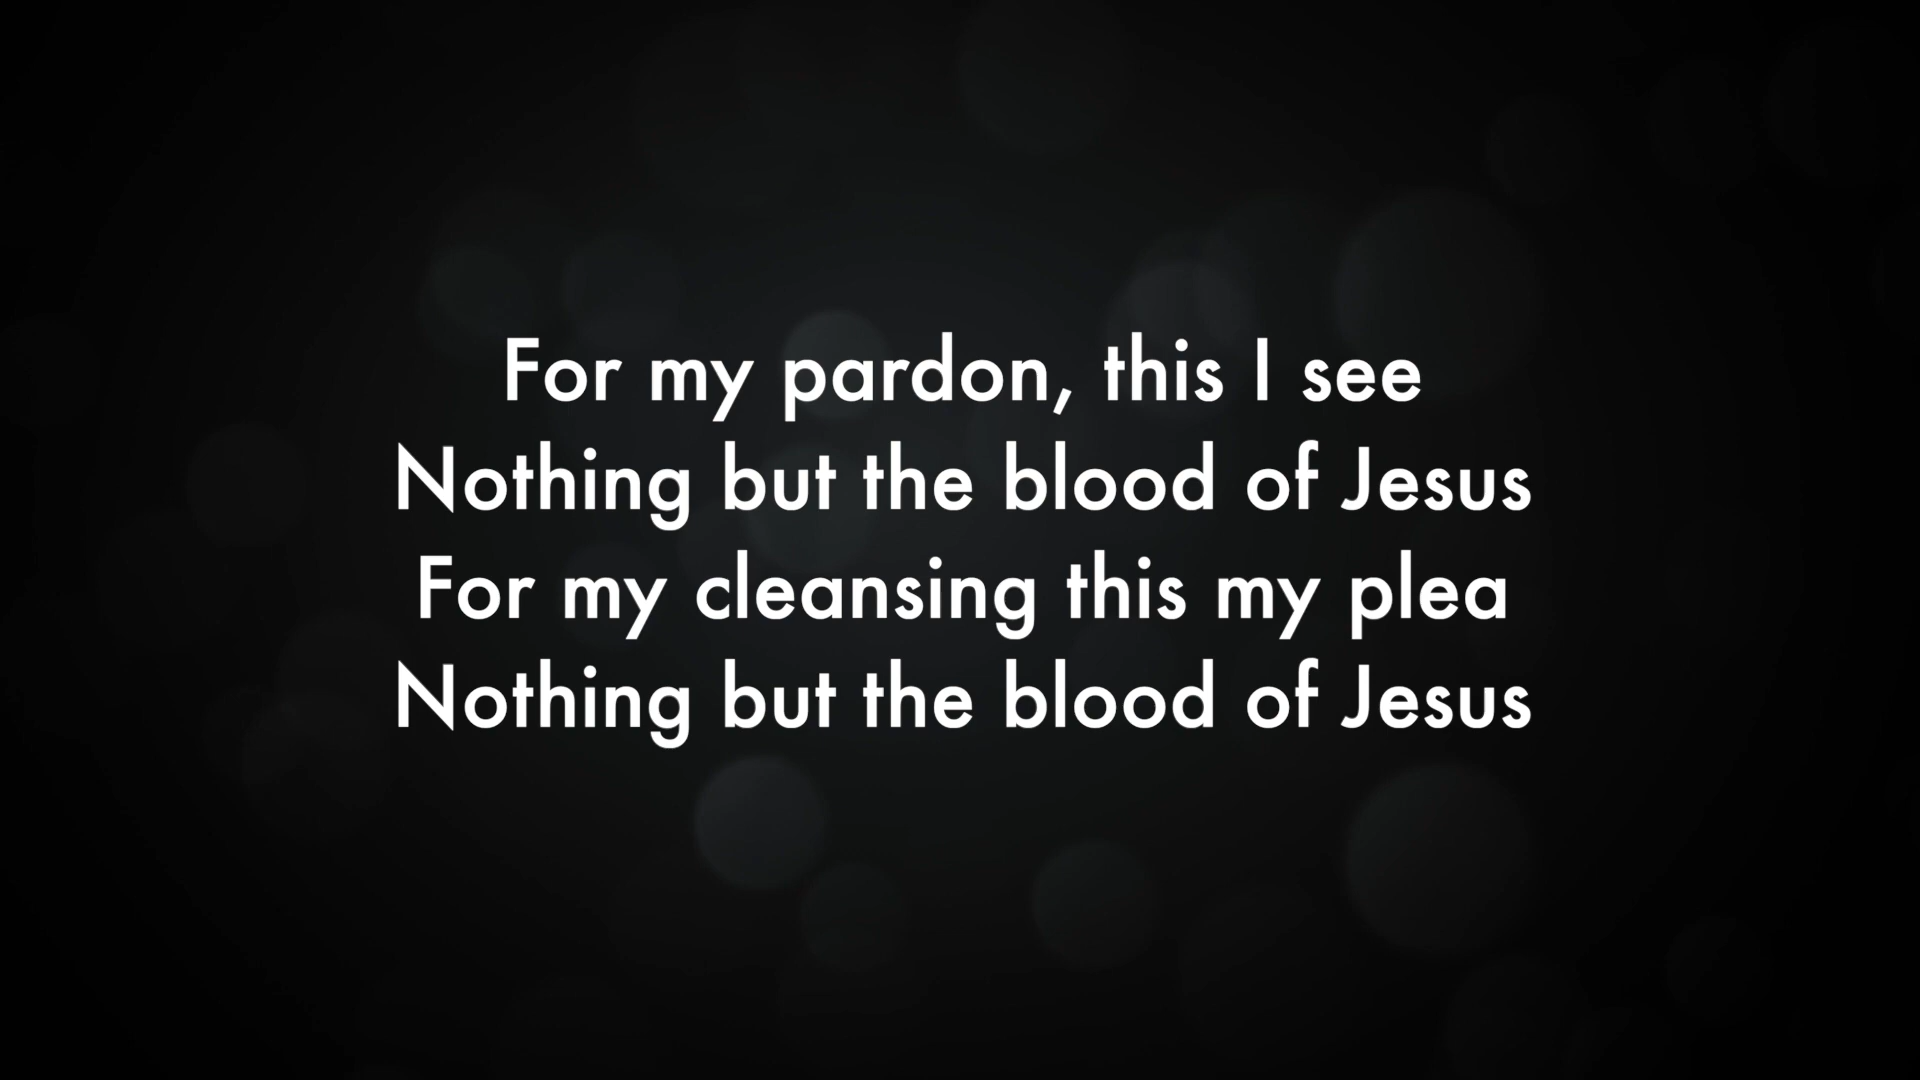 For my pardon, this I see
Nothing but the blood of Jesus
For my cleansing this my plea
Nothing but the blood of Jesus